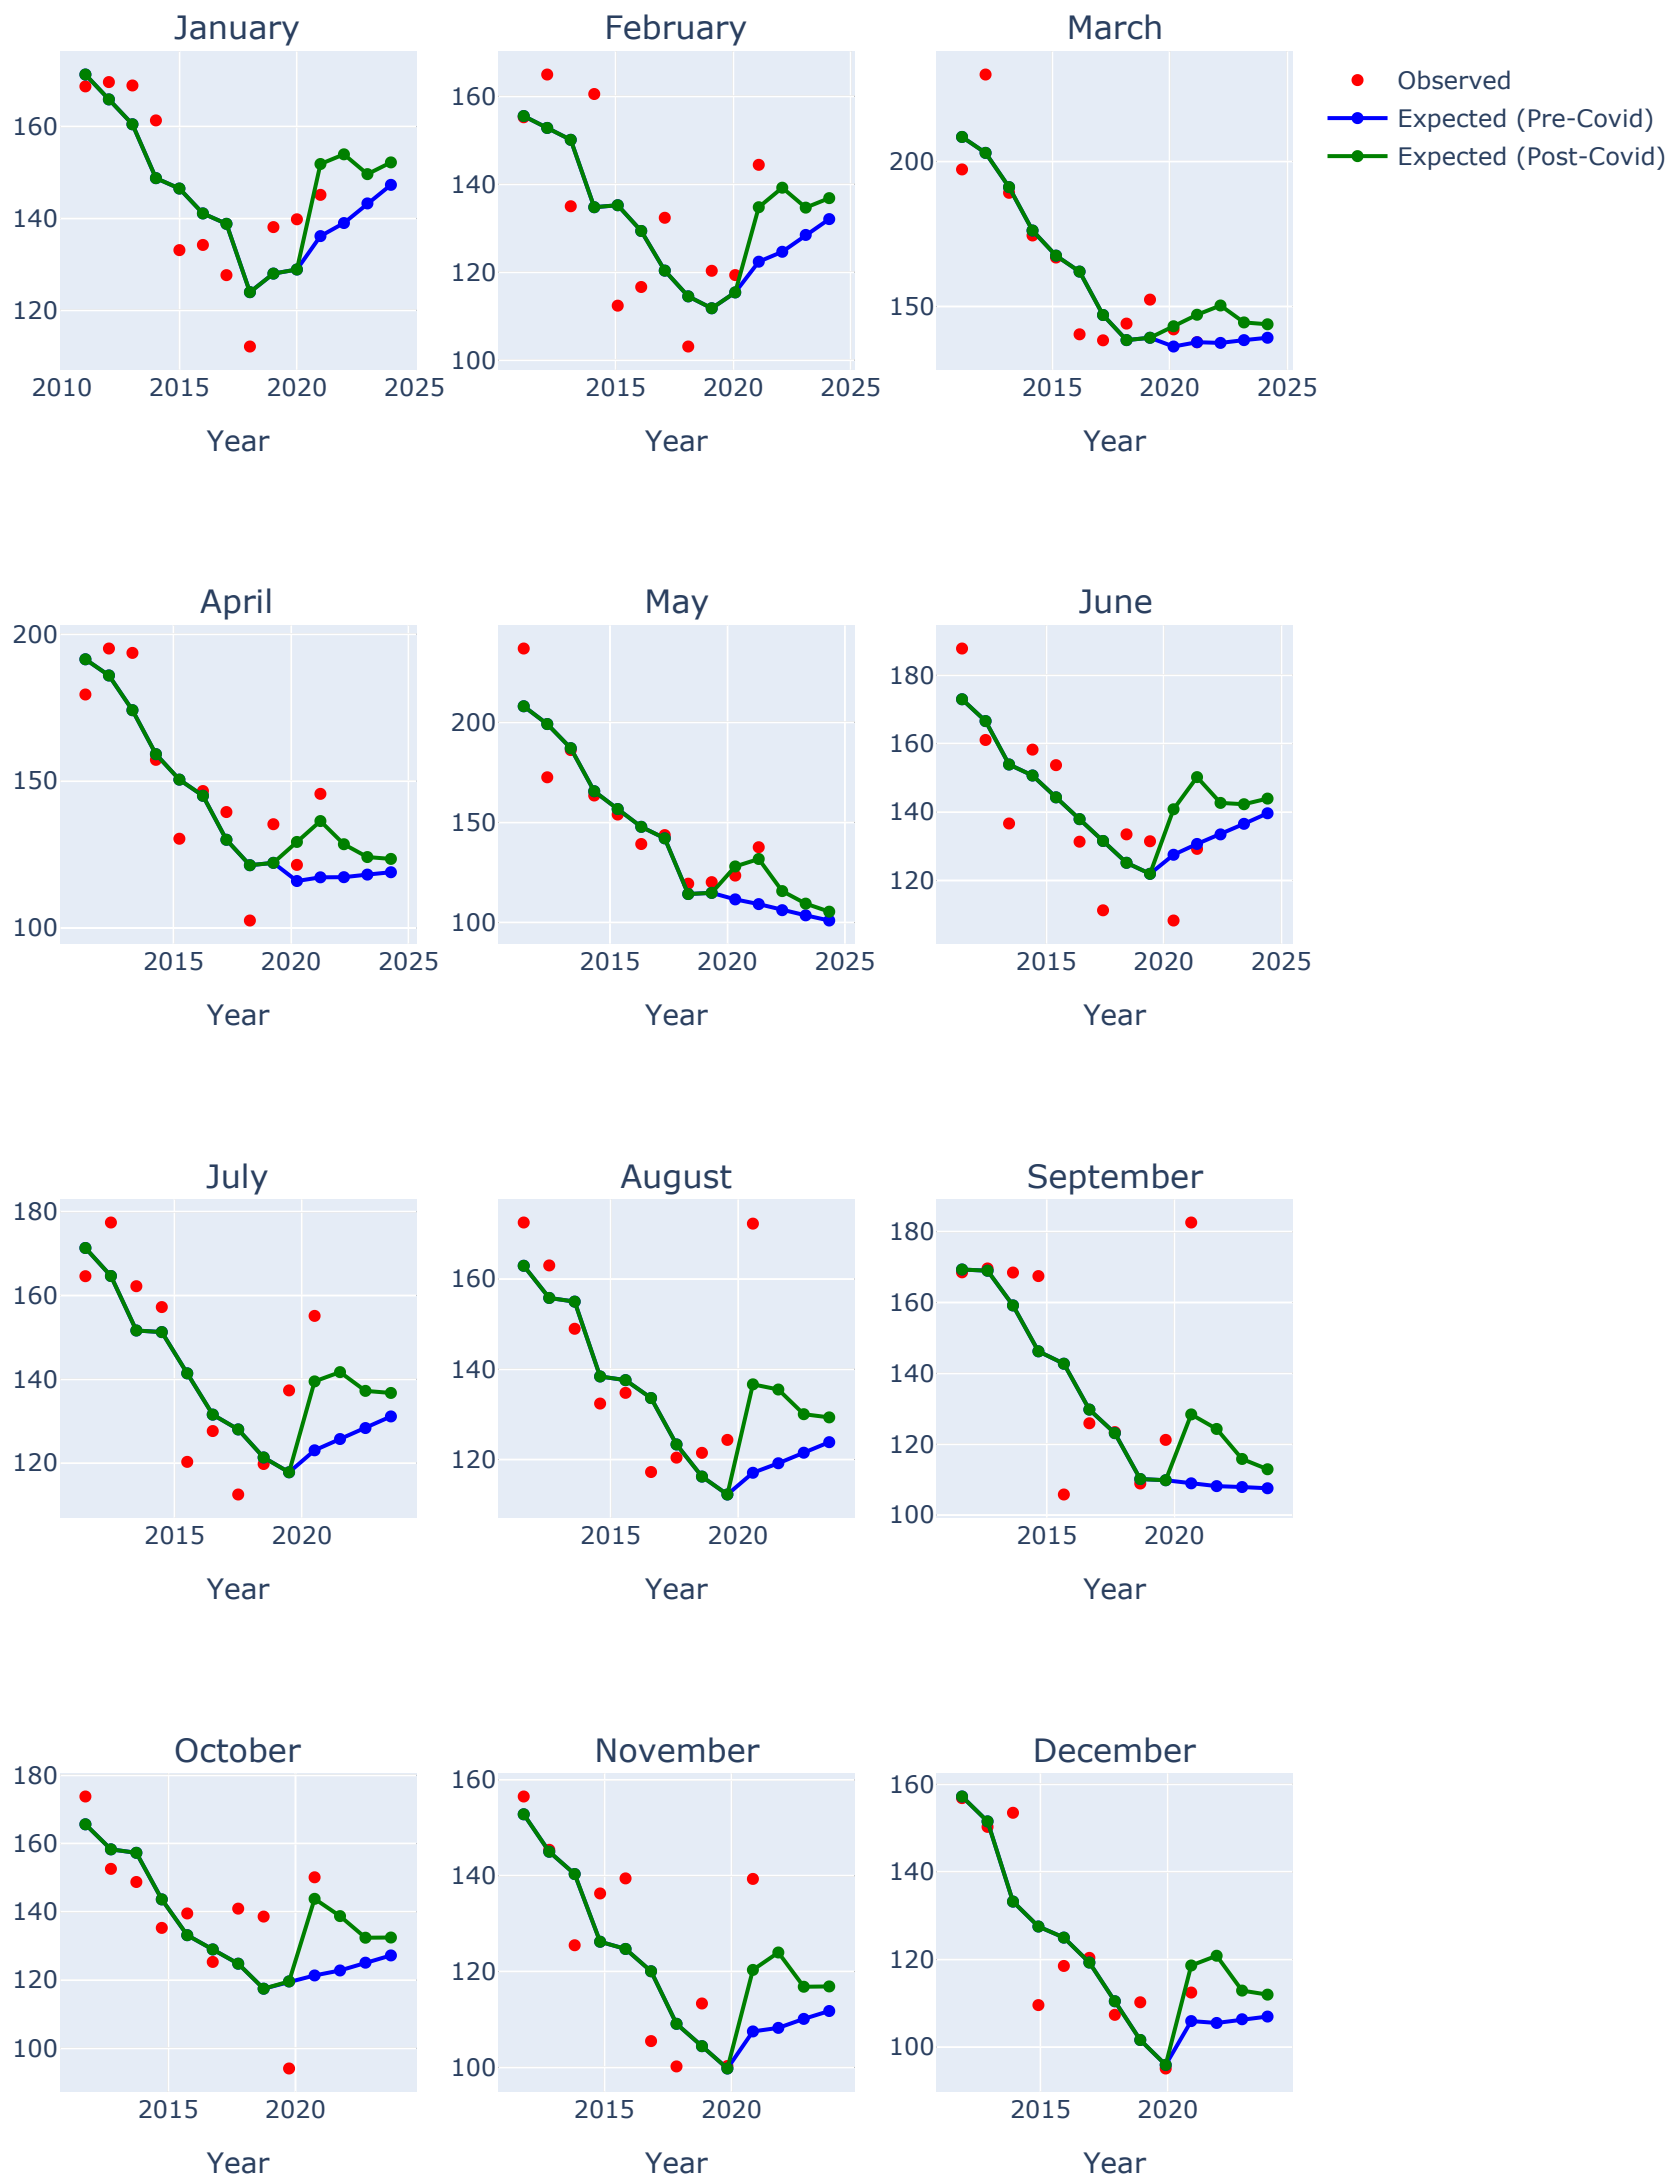 January
February
March
Observed
Expected (Pre-Covid)
Expected (Post-Covid)
160
140
120
2010
2015
2020
2025
Year
160
140
120
100
2015
2020
2025
Year
200
150
2015
2020
2025
Year
April
May
June
200
150
100
2015
2020
2025
Year
200
150
100
2015
2020
2025
Year
180
160
140
120
2015
2020
2025
Year
July
August
September
180
160
140
120
2015
2020
Year
160
140
120
2015
2020
Year
180
160
140
120
100
2015
2020
Year
October
November
December
180
160
140
120
100
2015
2020
Year
160
140
120
100
2015
2020
Year
160
140
120
100
2015
2020
Year